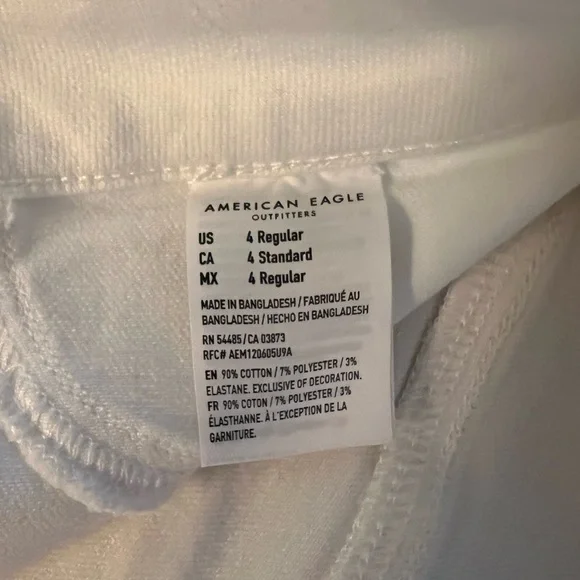 AMERICAN EAGLE
OUTFITTERS
US 4 Regular
CA 4 Standard
MX 4 Regular
MADE IN BANGLADESH / FABRIQUÉ AU
BANGLADESH / HECHO EN BANGLADESH
RN 54485 / CA 03873
RFC# AEM120605U9A
EN 90% COTTON / 7% POLYESTER / 3%
ELASTANE. EXCLUSIVE OF DECORATION.
FR 90% COTON / 7% POLYESTER / 3%
ÉLASTHANNE. À L'EXCEPTION DE LA
GARNITURE.